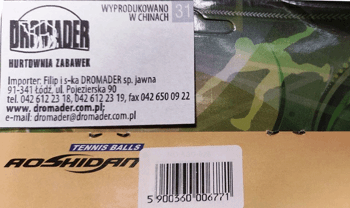 WYPRODUKOWANO
W CHINACH
31
DROMADER
HURTOWNIA ZABAWEK
Importer: Filip i s-ka DROMADER sp. jawna
91-341 Łódź, ul. Pojezierska 90
tel. 042 612 23 18, 042 612 23 19, fax 042 650 09 22
www.dromader.com.pl;
e-mail: dromader@dromader.com.pl
TENNIS BALLS
AOSHIDAN
5 900360 006771